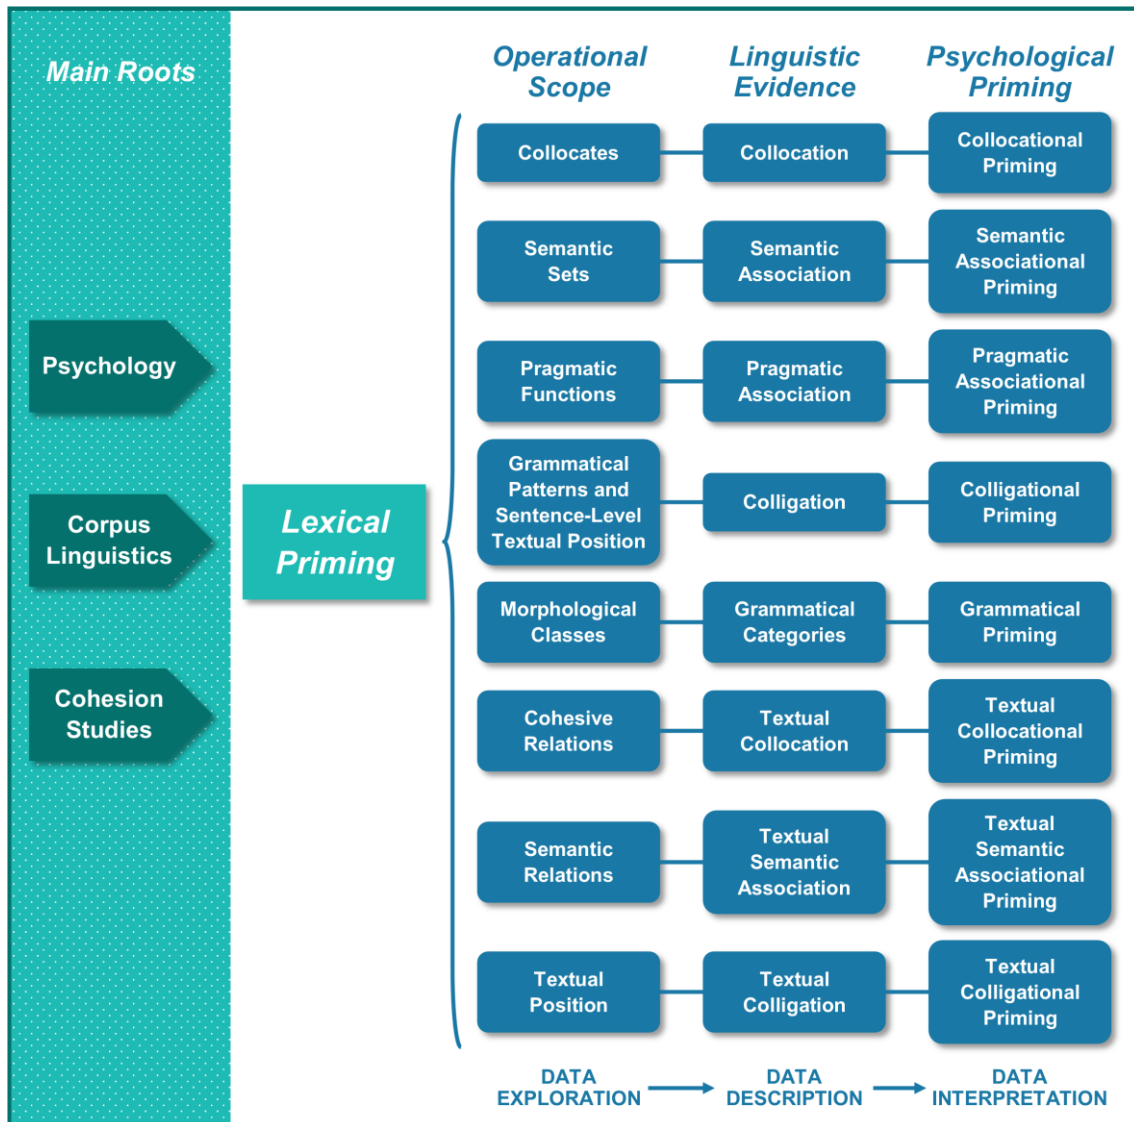 Main Roots
Psychology
Corpus
Linguistics
Cohesion
Studies
Lexical
Priming
Operational
Scope
Linguistic
Evidence
Psychological
Priming
Collocates
Collocation
Collocational
Priming
Semantic
Sets
Semantic
Association
Semantic
Associational
Priming
Pragmatic
Functions
Pragmatic
Association
Pragmatic
Associational
Priming
Grammatical
Patterns and
Sentence-Level
Textual Position
Colligation
Colligational
Priming
Morphological
Classes
Grammatical
Categories
Grammatical
Priming
Cohesive
Relations
Textual
Collocation
Textual
Collocational
Priming
Semantic
Relations
Textual
Semantic
Association
Textual
Semantic
Associational
Priming
Textual
Position
Textual
Colligation
Textual
Colligational
Priming
DATA
EXPLORATION
DATA
DESCRIPTION
DATA
INTERPRETATION